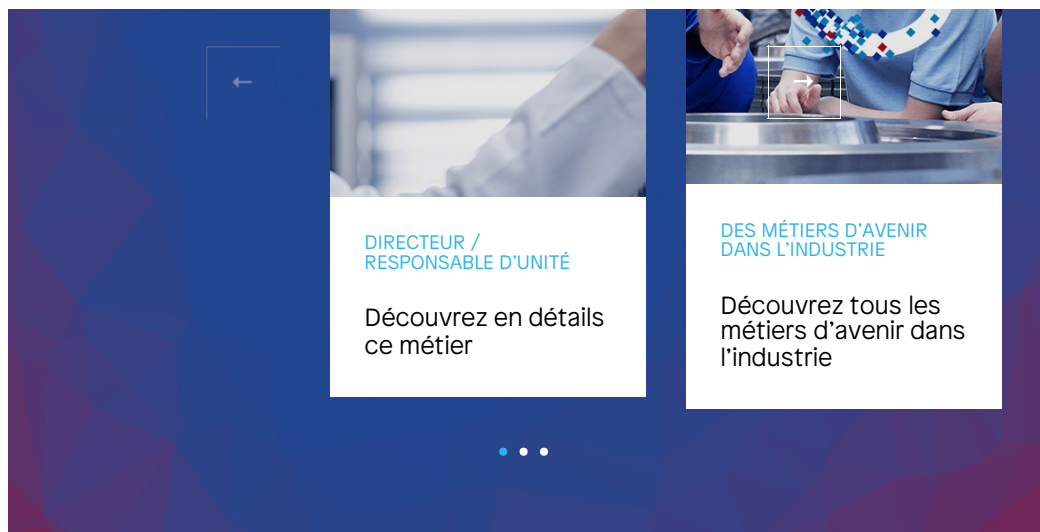 DIRECTEUR /
RESPONSABLE D'UNITÉ
Découvrez en détails
ce métier
DES MÉTIERS D'AVENIR
DANS L'INDUSTRIE
Découvrez tous les
métiers d'avenir dans
l'industrie